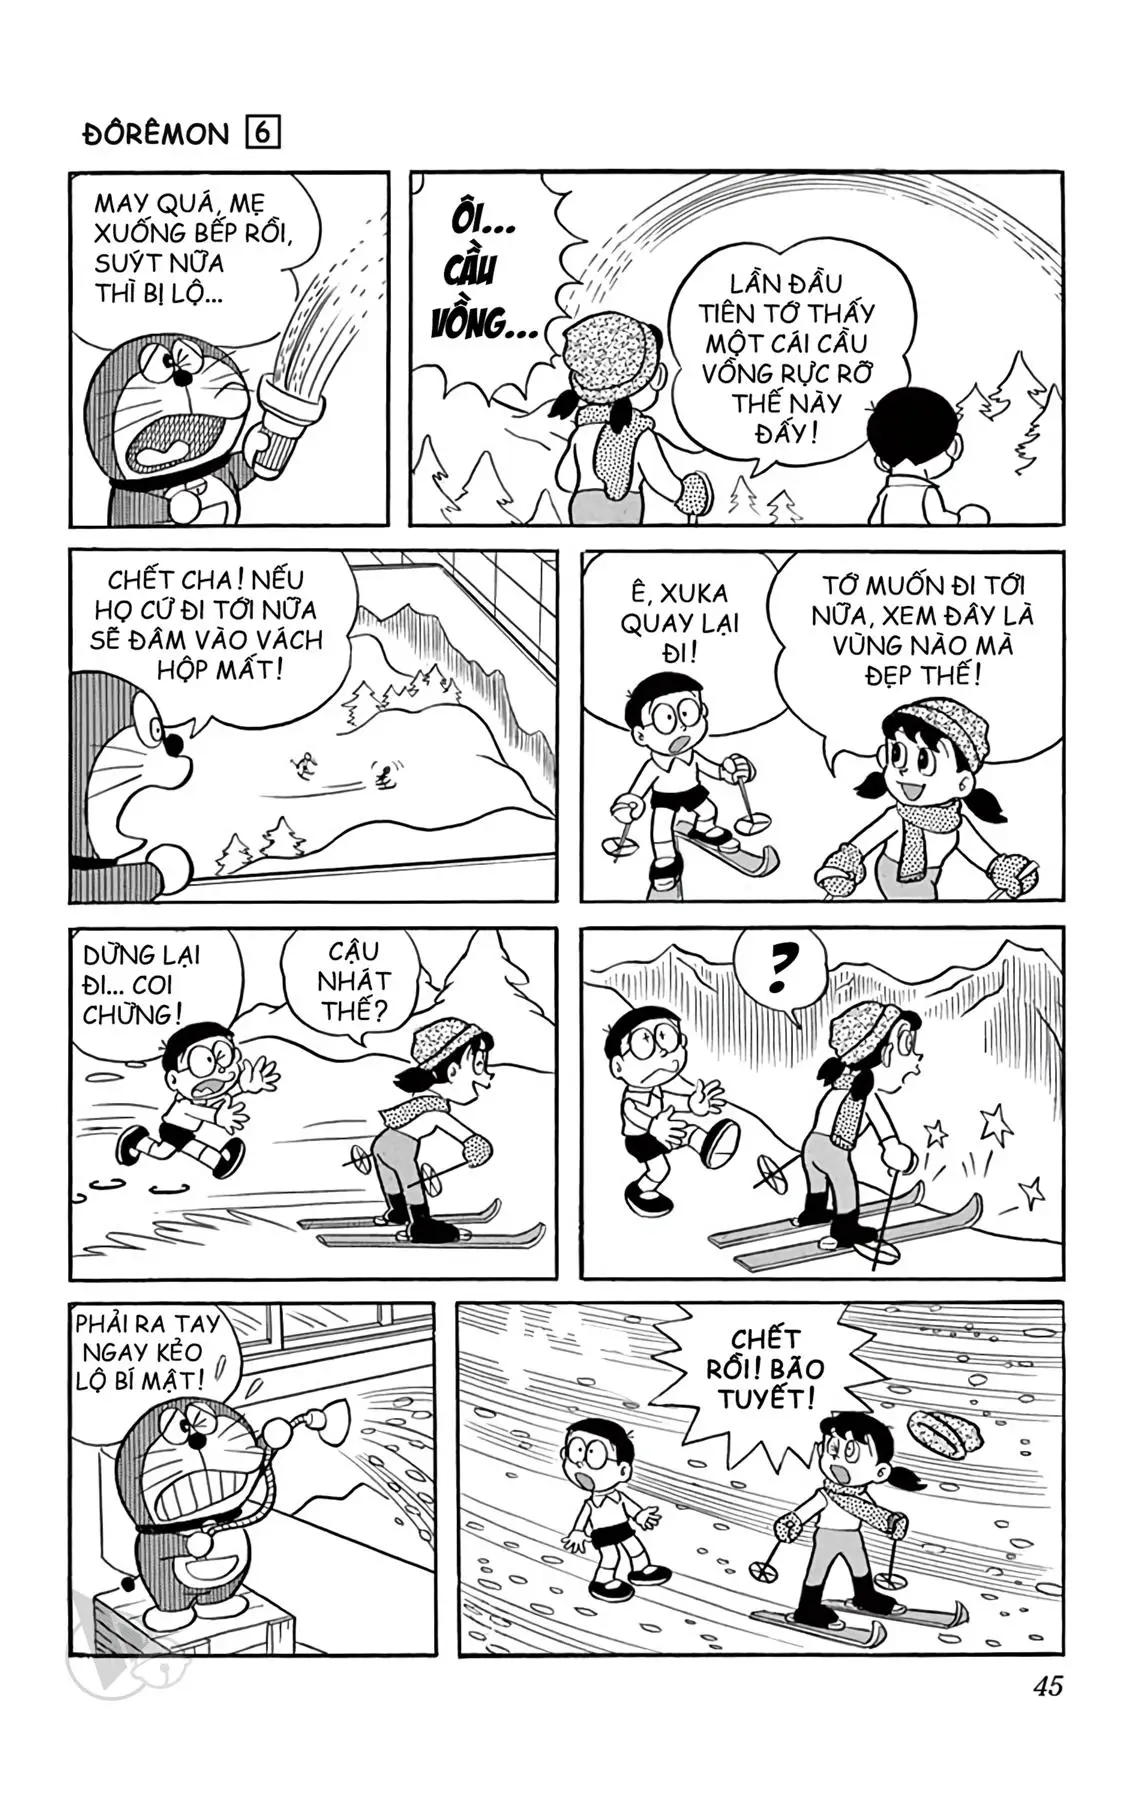 ĐÔRÊMON 6
MAY QUÁ, MẸ
XUỐNG BẾP RỒI,
SUÝT NỮA
THÌ BỊ LỘ...
ÔI...
CẦU
VỒNG...
LẦN ĐẦU
TIÊN TỚ THẤY
MỘT CÁI CẦU
VỒNG RỰC RỠ
THẾ NÀY
ĐẤY!
CHẾT CHA! NẾU
HỌ CỨ ĐI TỚI NỮA
SẼ ĐÂM VÀO VÁCH
HỘP MẤT!
Ê, XUKA
QUAY LẠI
ĐI!
TỚ MUỐN ĐI TỚI
NỮA, XEM ĐÂY LÀ
VÙNG NÀO MÀ
ĐẸP THẾ!
DỪNG LẠI
ĐI... COI
CHỪNG!
CẬU
NHÁT
THẾ?
?
PHẢI RA TAY
NGAY KẺO
LỘ BÍ MẬT!
CHẾT
RỒI! BÃO
TUYẾT!
45